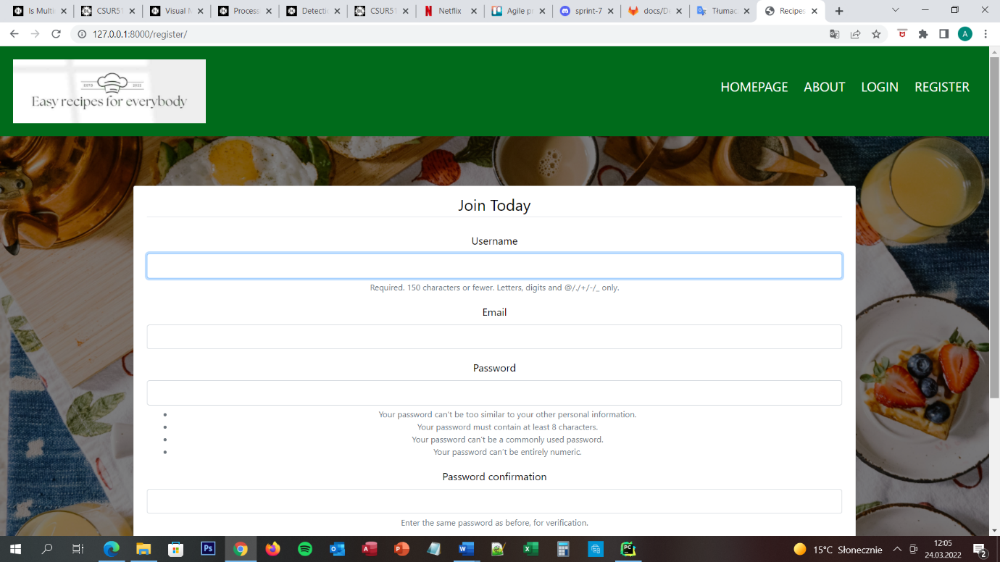 Is Multi
CSUR51
Visual M
Process
Detectio
CSUR51
Netflix
Agile pr
sprint-7
docs/De
Tłumac
Recipes
127.0.0.1:8000/register/
A
ESTD 2022
Easy recipes for everybody
HOMEPAGE ABOUT LOGIN REGISTER
Join Today
Username
Required. 150 characters or fewer. Letters, digits and @/./+/-/_ only.
Email
Password
• Your password can't be too similar to your other personal information.
• Your password must contain at least 8 characters.
• Your password can't be a commonly used password.
• Your password can't be entirely numeric.
Password confirmation
Enter the same password as before, for verification.
15°C Słonecznie
12:05
24.03.2022
2